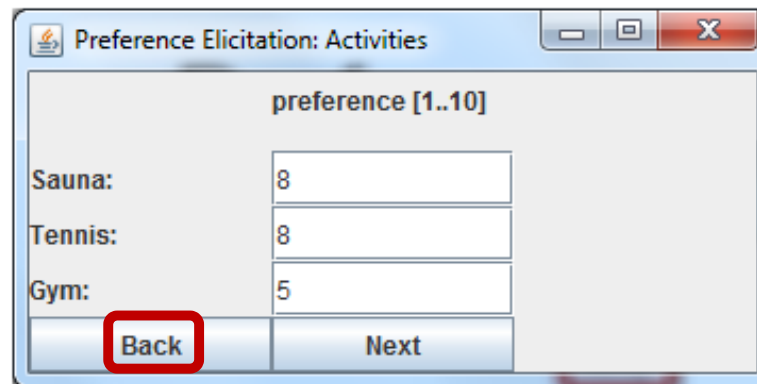 Preference Elicitation: Activities
preference [1..10]
Sauna: 8
Tennis: 8
Gym: 5
Back Next